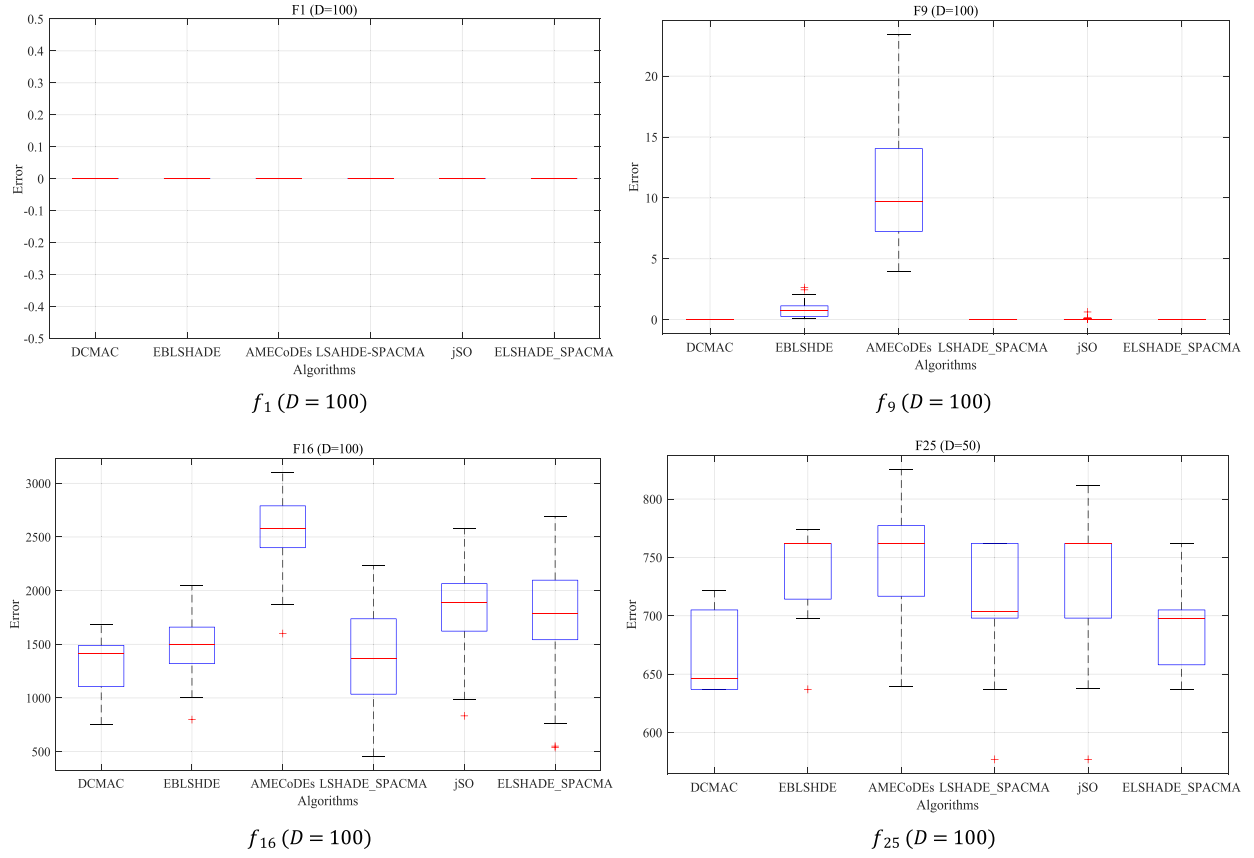 F1 (D=100)
0.5
0.4
0.3
0.2
0.1
0
-0.1
-0.2
-0.3
-0.4
-0.5
Error
DCMAC EBLSHADE AMECoDEs LSAHDE-SPACMA jSO ELSHADE_SPACMA
Algorithms
f1 (D = 100)
F9 (D=100)
20
15
10
5
0
Error
DCMAC EBLSHDE AMECoDEs LSHADE_SPACMA jSO ELSHADE_SPACMA
Algorithms
f9 (D = 100)
F16 (D=100)
3000
2500
2000
1500
1000
500
Error
DCMAC EBLSHDE AMECoDEs LSHADE_SPACMA jSO ELSHADE_SPACMA
Algorithms
f16 (D = 100)
F25 (D=50)
800
750
700
650
600
Error
DCMAC EBLSHDE AMECoDEs LSHADE_SPACMA jSO ELSHADE_SPACMA
Algorithms
f25 (D = 100)